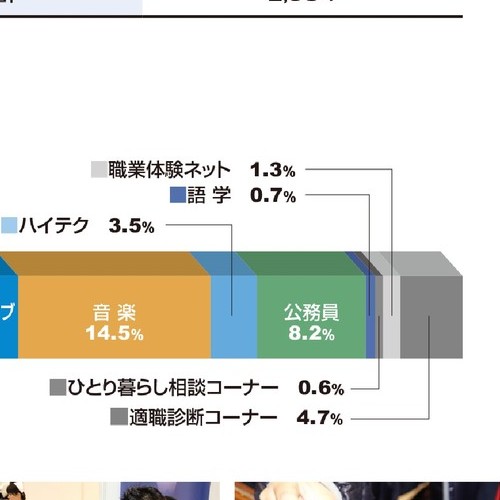 職業体験ネット 1.3%
語学 0.7%
ハイテク 3.5%
ブ
音楽
14.5%
公務員
8.2%
ひとり暮らし相談コーナー 0.6%
適職診断コーナー 4.7%